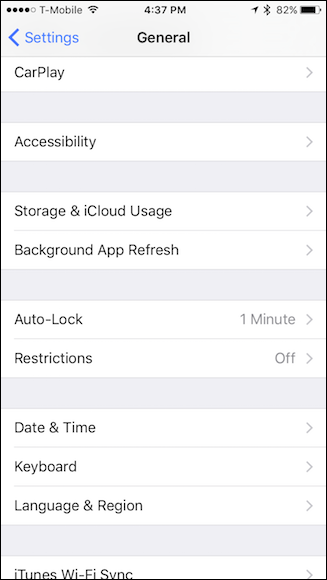 T-Mobile 4:37 PM 82%
Settings General
CarPlay
Accessibility
Storage & iCloud Usage
Background App Refresh
Auto-Lock 1 Minute
Restrictions Off
Date & Time
Keyboard
Language & Region
iTunes Wi-Fi Sync